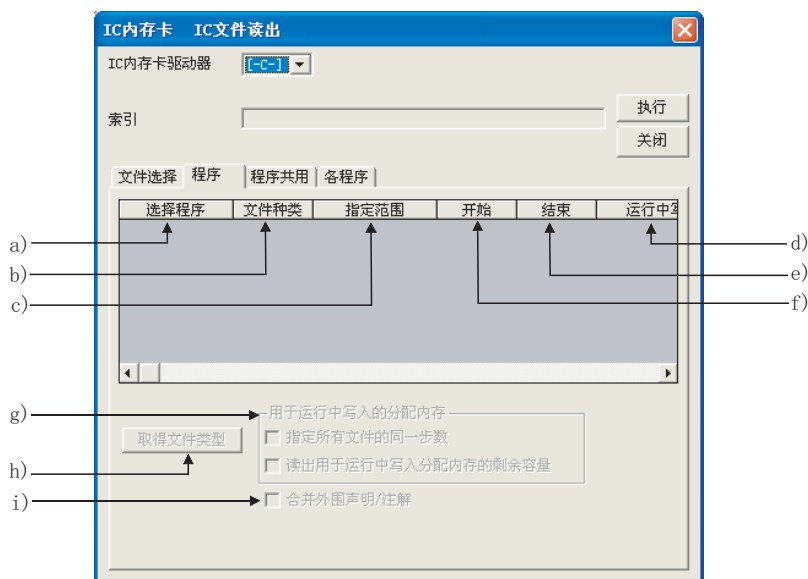 IC内存卡 IC文件读出
IC内存卡驱动器 [-C-]
索引
执行
关闭
文件选择 程序 程序共用 各程序
选择程序 文件种类 指定范围 开始 结束 运行中写
a)
b)
c)
d)
e)
f)
g)
用于运行中写入的分配内存
取得文件类型
指定所有文件的同一步数
读出用于运行中写入分配内存的剩余容量
h)
i)
合并外围声明/注解